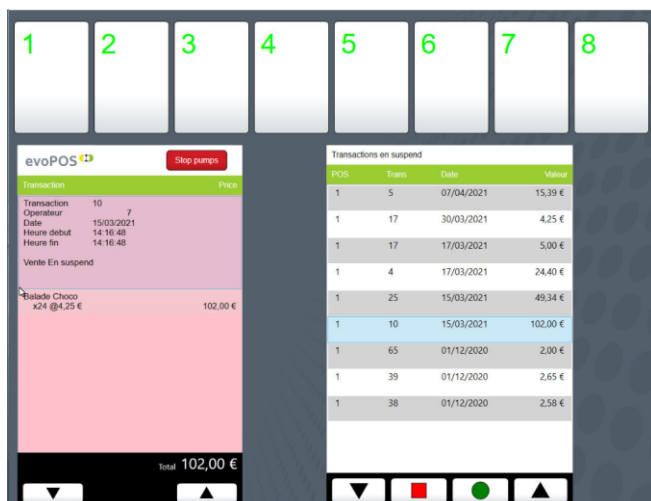 1 2 3 4 5 6 7 8
evoPOS Stop pumps
Transaction Price
Transaction 10
Operateur 7
Date 15/03/2021
Heure debut 14:16:48
Heure fin 14:16:48
Vente En suspend
Balade Choco
x24 @4,25 € 102,00 €
Total 102,00 €
Transactions en suspend
POS Trans Date Valeur
1 5 07/04/2021 15,39 €
1 17 30/03/2021 4,25 €
1 17 17/03/2021 5,00 €
1 4 17/03/2021 24,40 €
1 25 15/03/2021 49,34 €
1 10 15/03/2021 102,00 €
1 65 01/12/2020 2,00 €
1 39 01/12/2020 2,65 €
1 38 01/12/2020 2,58 €